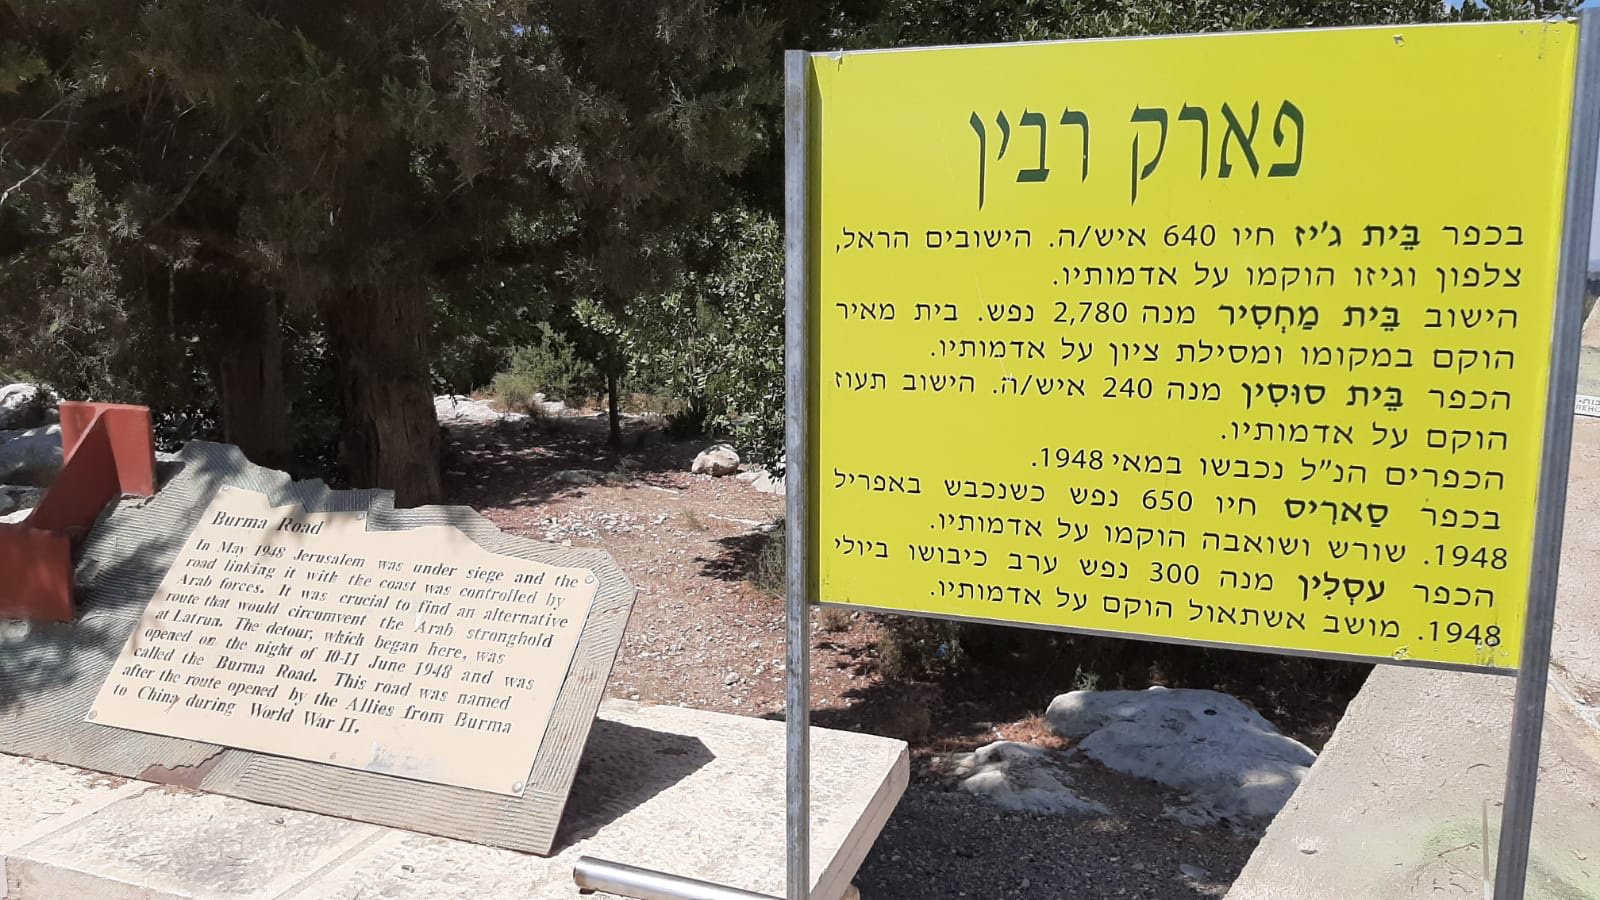 Burma Road
In May 1948 Jerusalem was under siege and the
road linking it with the coast was controlled by
Arab forces. It was crucial to find an alternative
route that would circumvent the Arab stronghold
at Latrun. The detour, which began here, was
opened on the night of 10-11 June 1948 and was
called the Burma Road. This road was named
after the route opened by the Allies from Burma
to China during World War II.
פארק רבין
בכפר בֵּית ג'יז חיו 640 איש/ה. הישובים הראל,
צלפון וגיזו הוקמו על אדמותיו.
הישוב בֵּית מַחְסִיר מנה 2,780 נפש. בית מאיר
הוקם במקומו ומסילת ציון על אדמותיו.
הכפר בֵּית סוּסִין מנה 240 איש/ה. הישוב תעוז
הוקם על אדמותיו.
הכפרים הנ"ל נכבשו במאי 1948.
בכפר סַארִיס חיו 650 נפש כשנכבש באפריל
1948. שורש ושואבה הוקמו על אדמותיו.
הכפר עִסְלִין מנה 300 נפש ערב כיבושו ביולי
1948. מושב אשתאול הוקם על אדמותיו.